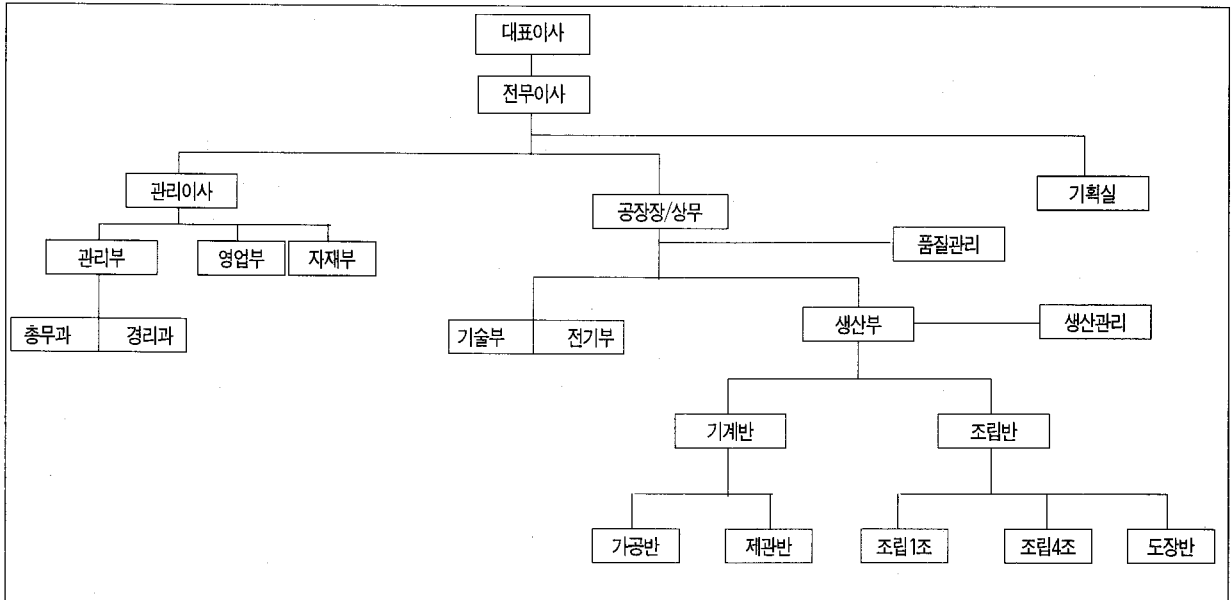 대표이사
전무이사
관리이사
공장장/상무
기획실
품질관리
관리부
영업부
자재부
총무과
경리과
기술부
전기부
생산부
생산관리
기계반
조립반
가공반
제관반
조립1조
조립4조
도장반